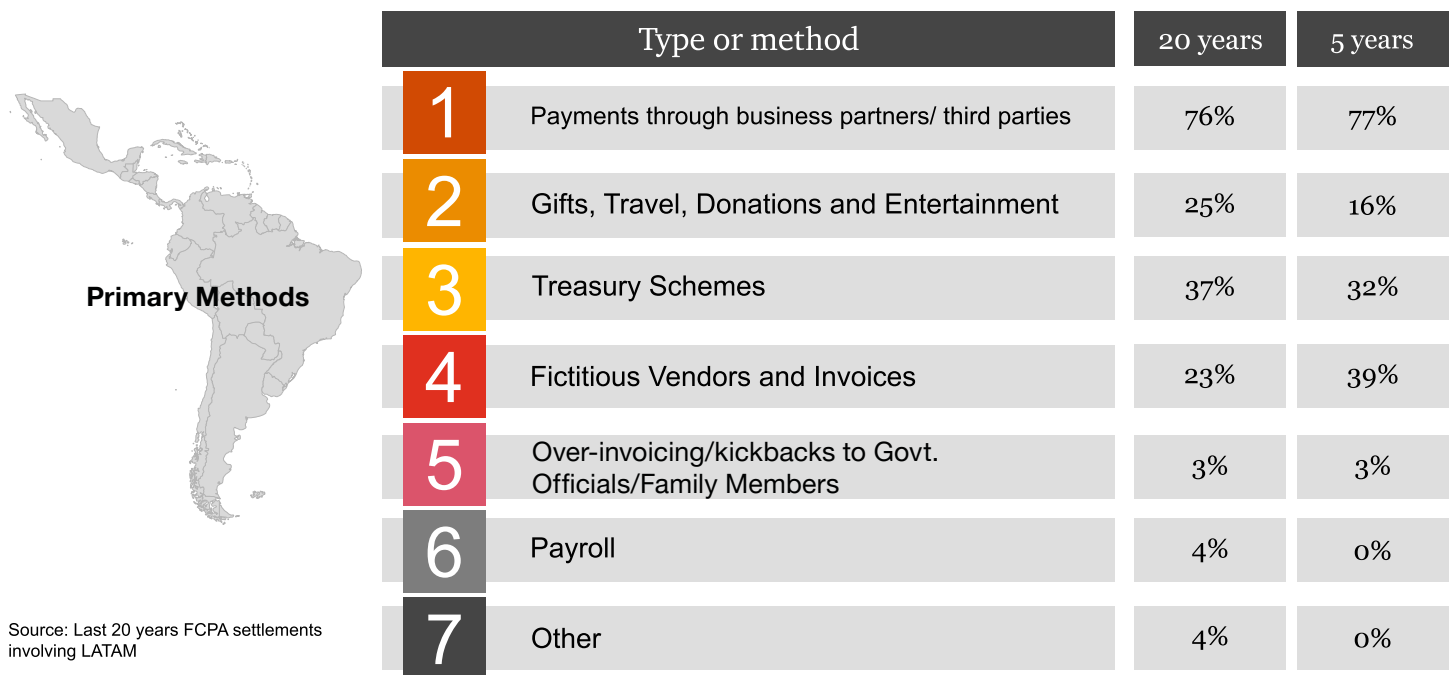 Type or method 20 years 5 years
1 Payments through business partners/ third parties 76% 77%
2 Gifts, Travel, Donations and Entertainment 25% 16%
Primary Methods
3 Treasury Schemes 37% 32%
4 Fictitious Vendors and Invoices 23% 39%
5 Over-invoicing/kickbacks to Govt.
Officials/Family Members 3% 3%
6 Payroll 4% 0%
7 Other 4% 0%
Source: Last 20 years FCPA settlements
involving LATAM